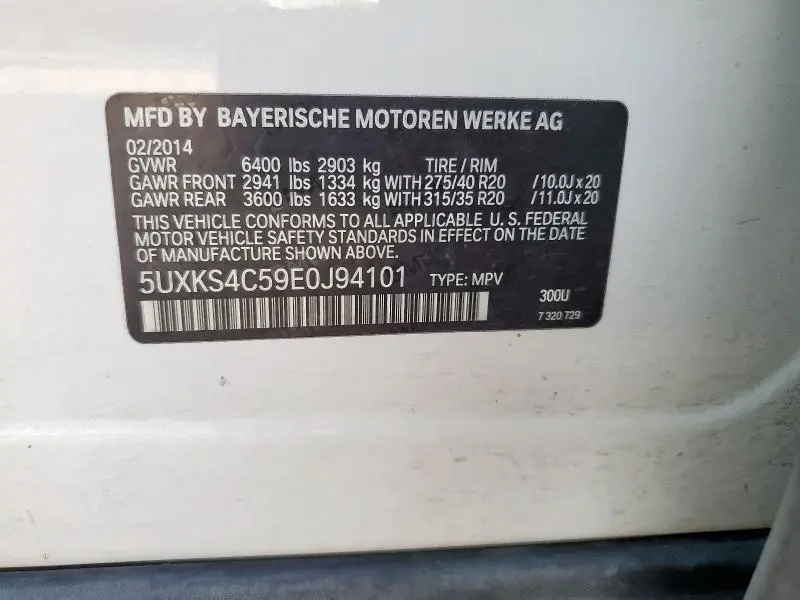 MFD BY BAYERISCHE MOTOREN WERKE AG
02/2014
GVWR 6400 lbs 2903 kg TIRE / RIM
GAWR FRONT 2941 lbs 1334 kg WITH 275/40 R20 /10.0J x 20
GAWR REAR 3600 lbs 1633 kg WITH 315/35 R20 /11.0J x 20
THIS VEHICLE CONFORMS TO ALL APPLICABLE U. S. FEDERAL
MOTOR VEHICLE SAFETY STANDARDS IN EFFECT ON THE DATE
OF MANUFACTURE SHOWN ABOVE.
5UXKS4C59E0J94101 TYPE: MPV
300U
7 320 729